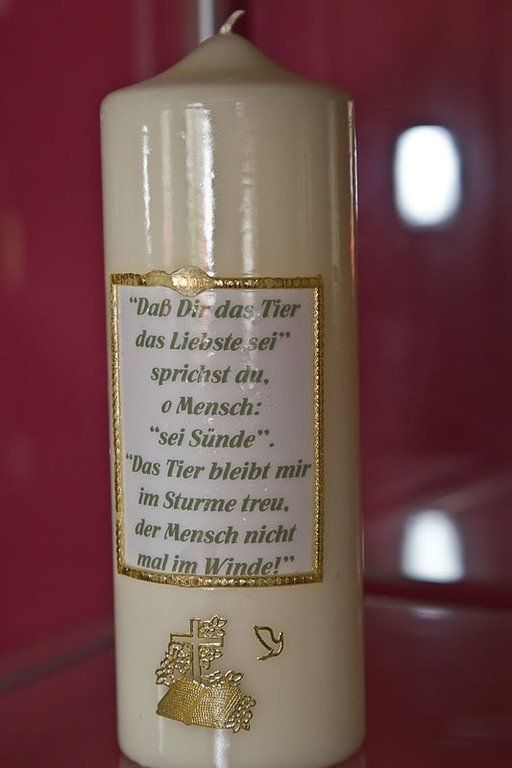 “Daß Dir das Tier
das Liebste sei”
sprichst du,
o Mensch:
“sei Sünde”.
“Das Tier bleibt mir
im Sturme treu,
der Mensch nicht
mal im Winde!”